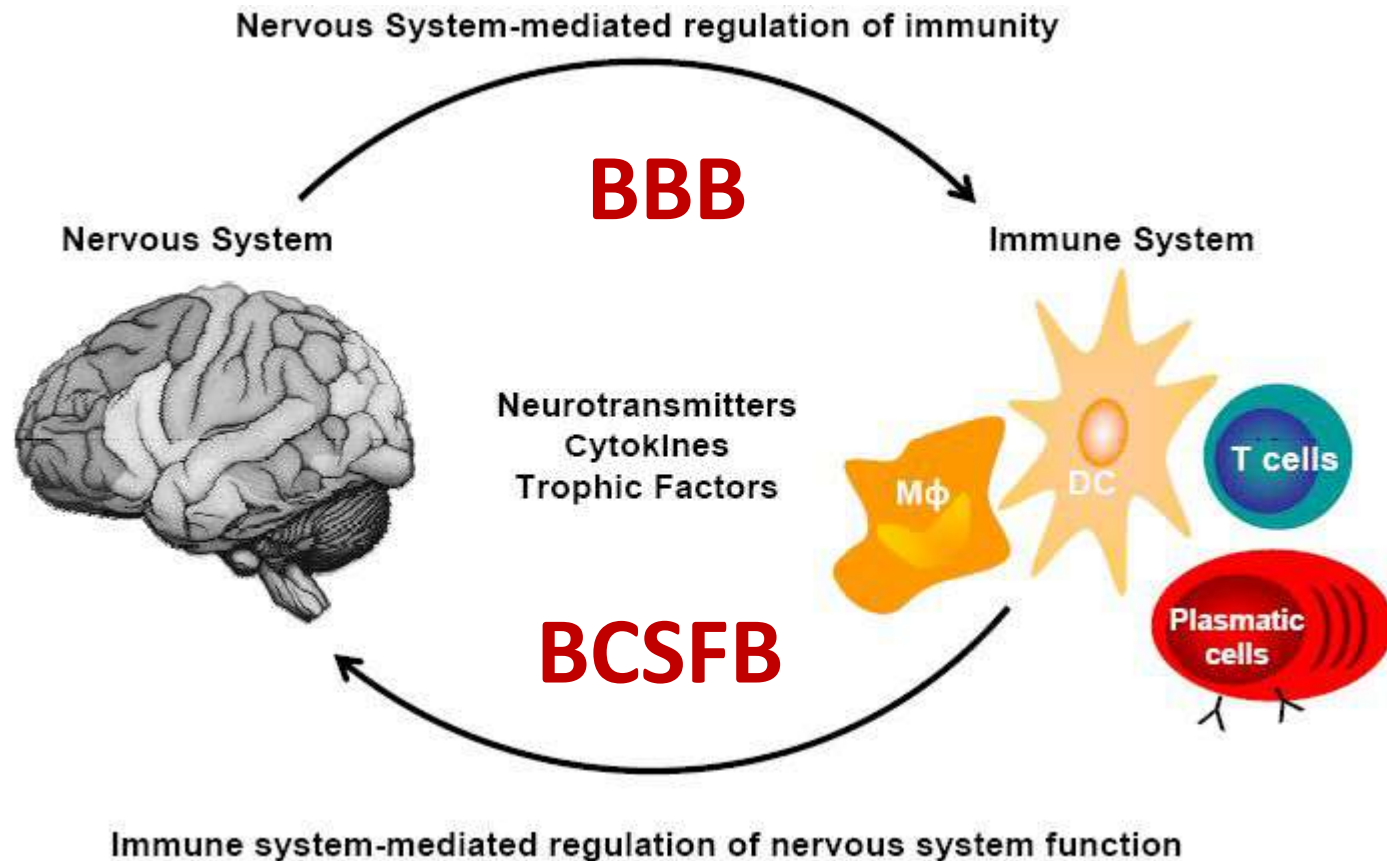 Nervous System-mediated regulation of immunity
BBB
Nervous System
Immune System
Neurotransmitters
Cytokines
Trophic Factors
Mϕ
DC
T cells
Plasmatic
cells
BCSFB
Immune system-mediated regulation of nervous system function